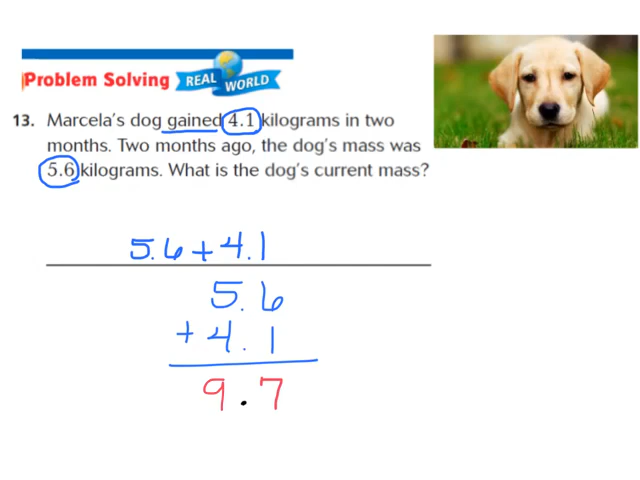 Problem Solving REAL WORLD
13. Marcela's dog gained 4.1 kilograms in two
months. Two months ago, the dog's mass was
5.6 kilograms. What is the dog's current mass?
5.6 + 4.1
5.6
+ 4.1
9.7